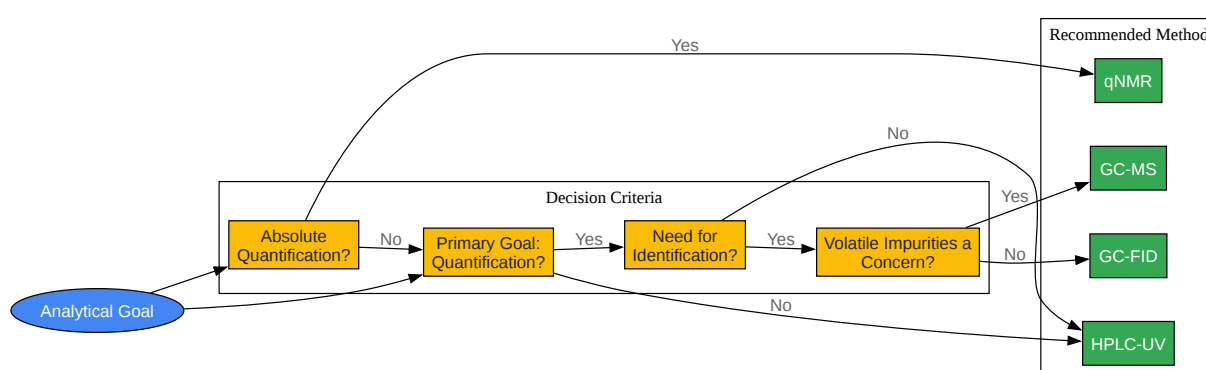 Recommended Method
Yes
qNMR
No
GC-MS
Yes
Decision Criteria
Absolute
Quantification?
No
Primary Goal:
Quantification?
Yes
Need for
Identification?
Yes
Volatile Impurities a
Concern?
No
GC-FID
Analytical Goal
No
HPLC-UV